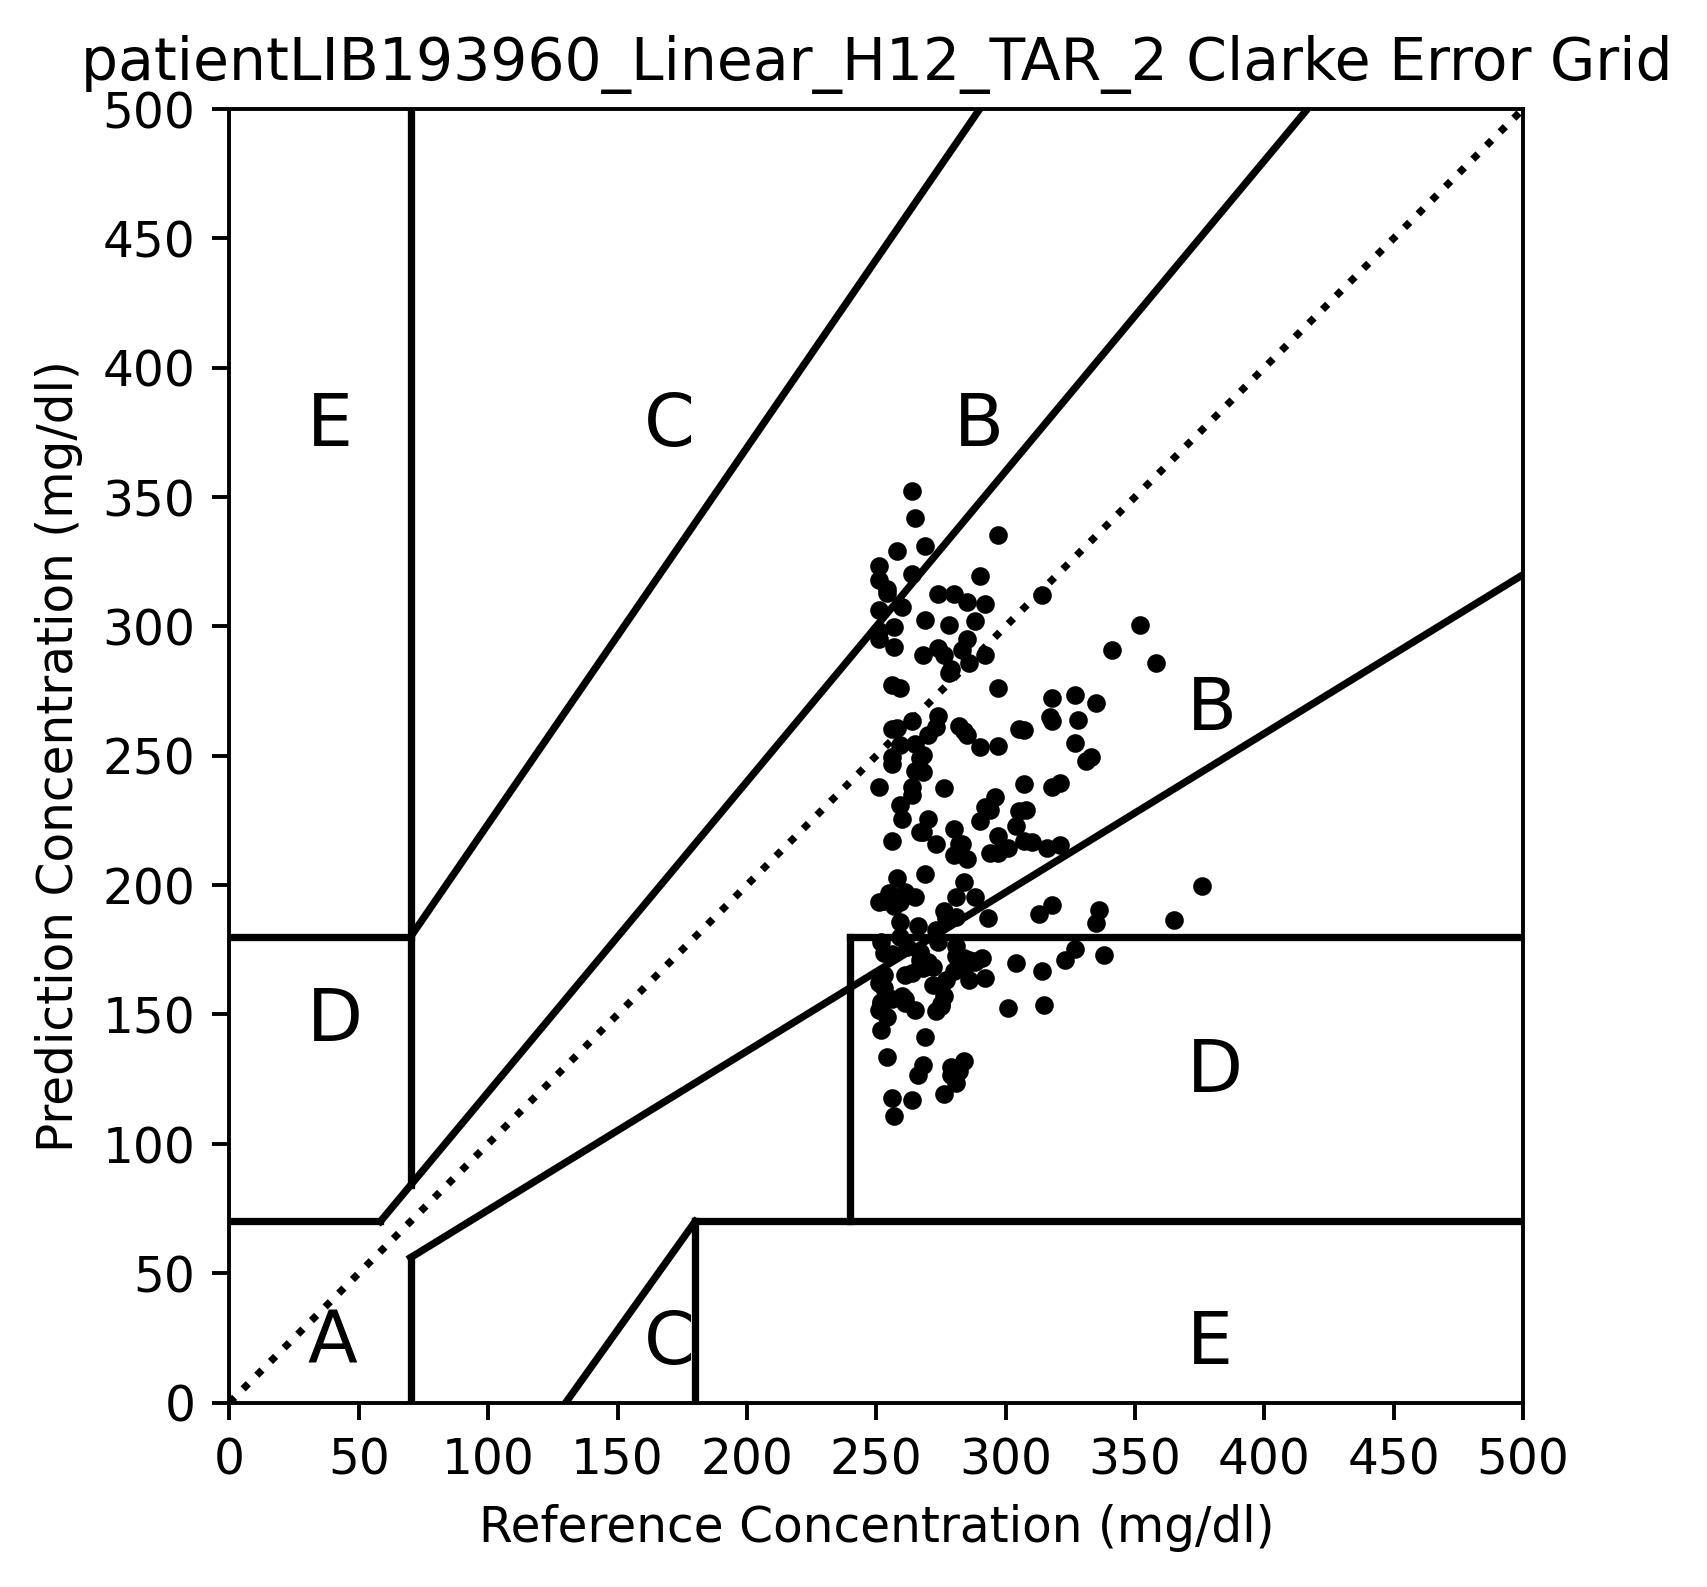 patientLIB193960_Linear_H12_TAR_2 Clarke Error Grid
Prediction Concentration (mg/dl)
500
450
400
350
300
250
200
150
100
50
0
E
C
B
B
D
D
A
C
E
0 50 100 150 200 250 300 350 400 450 500
Reference Concentration (mg/dl)